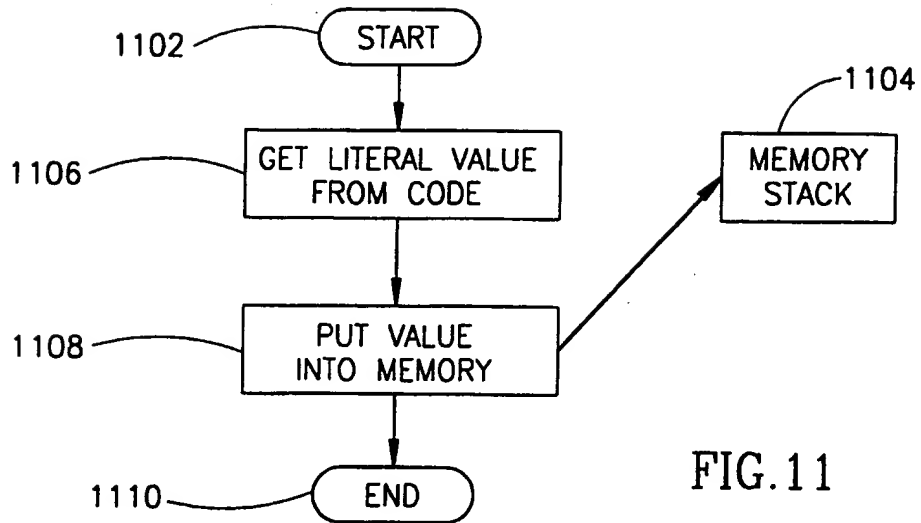 1102
START
1104
1106
GET LITERAL VALUE
FROM CODE
MEMORY
STACK
1108
PUT VALUE
INTO MEMORY
1110
END
FIG.11